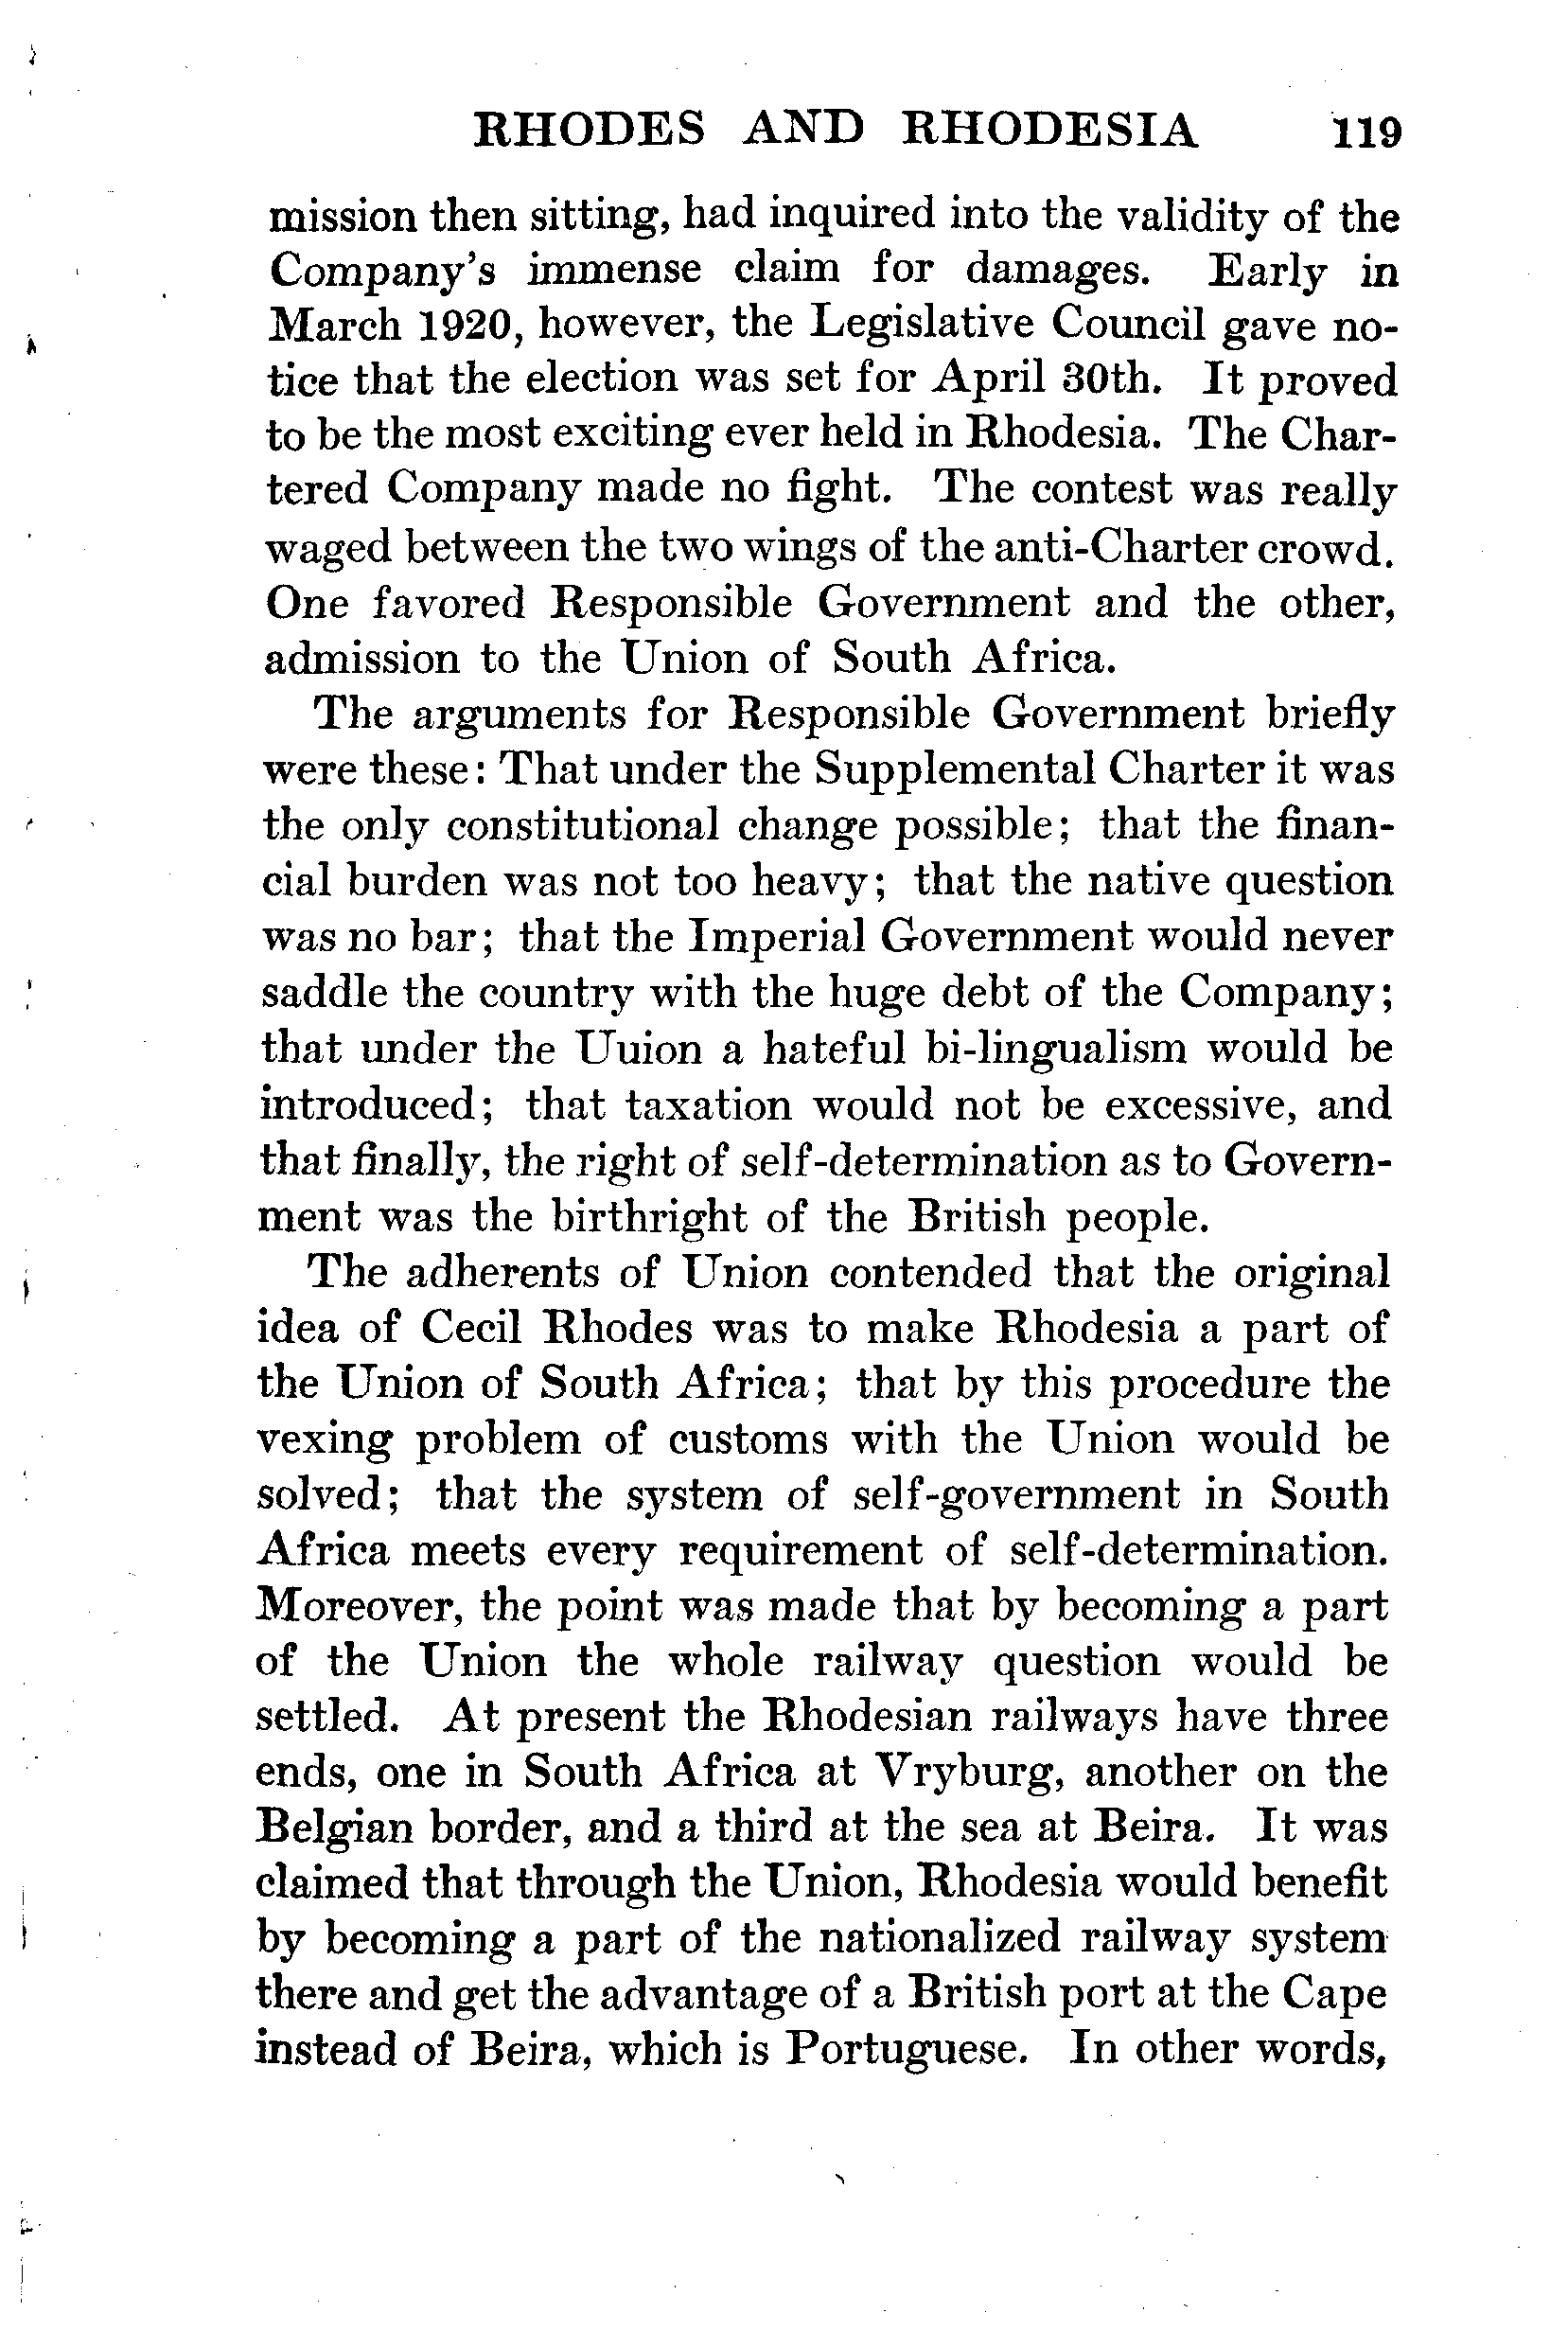 RHODES AND RHODESIA 119
mission then sitting, had inquired into the validity of the
Company's immense claim for damages. Early in
March 1920, however, the Legislative Council gave no-
tice that the election was set for April 30th. It proved
to be the most exciting ever held in Rhodesia. The Char-
tered Company made no fight. The contest was really
waged between the two wings of the anti-Charter crowd.
One favored Responsible Government and the other,
admission to the Union of South Africa.
The arguments for Responsible Government briefly
were these: That under the Supplemental Charter it was
the only constitutional change possible; that the finan-
cial burden was not too heavy; that the native question
was no bar; that the Imperial Government would never
saddle the country with the huge debt of the Company;
that under the Uuion a hateful bi-lingualism would be
introduced; that taxation would not be excessive, and
that finally, the right of self-determination as to Govern-
ment was the birthright of the British people.
The adherents of Union contended that the original
idea of Cecil Rhodes was to make Rhodesia a part of
the Union of South Africa; that by this procedure the
vexing problem of customs with the Union would be
solved; that the system of self-government in South
Africa meets every requirement of self-determination.
Moreover, the point was made that by becoming a part
of the Union the whole railway question would be
settled. At present the Rhodesian railways have three
ends, one in South Africa at Vryburg, another on the
Belgian border, and a third at the sea at Beira. It was
claimed that through the Union, Rhodesia would benefit
by becoming a part of the nationalized railway system
there and get the advantage of a British port at the Cape
instead of Beira, which is Portuguese. In other words,